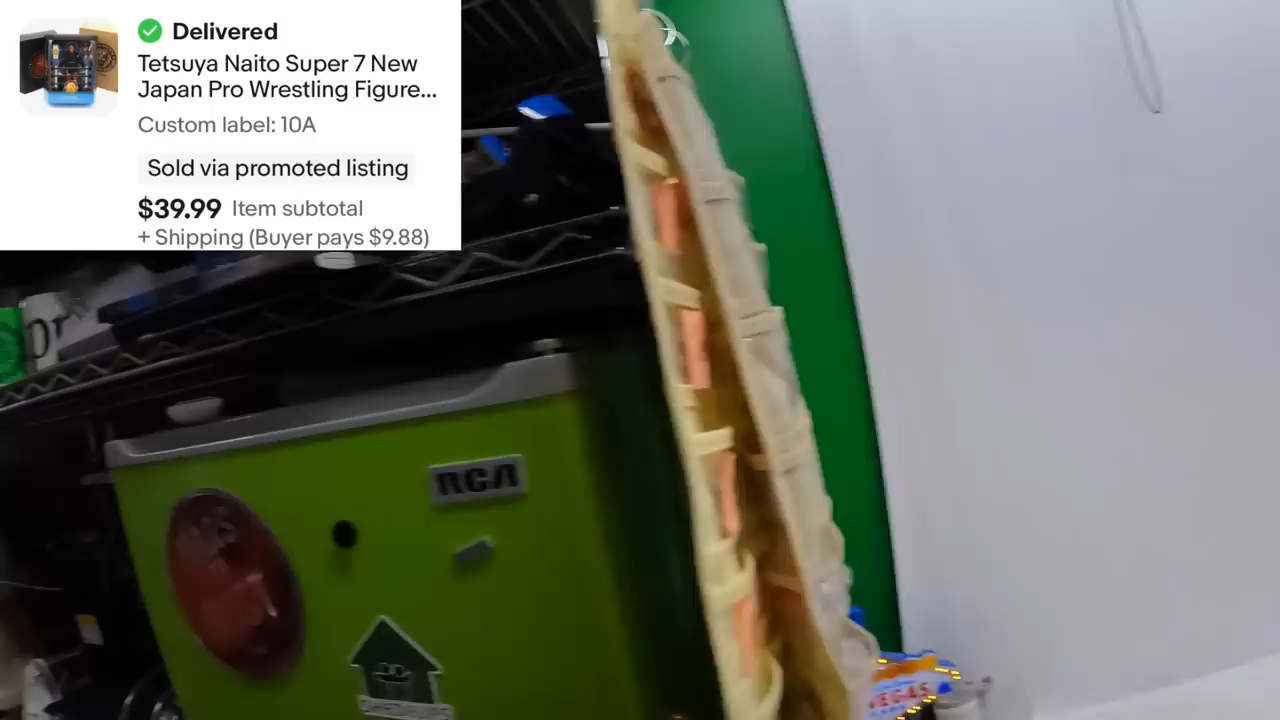 Delivered
Tetsuya Naito Super 7 New
Japan Pro Wrestling Figure...
Custom label: 10A
Sold via promoted listing
$39.99 Item subtotal
+ Shipping (Buyer pays $9.88)
RCA
VEGAS